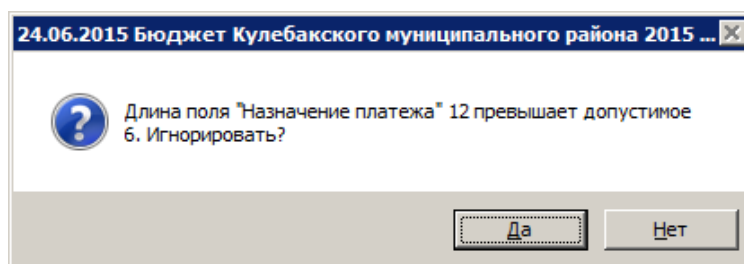 24.06.2015 Бюджет Кулебакского муниципального района 2015 ...
Длина поля "Назначение платежа" 12 превышает допустимое
6. Игнорировать?
Да Нет